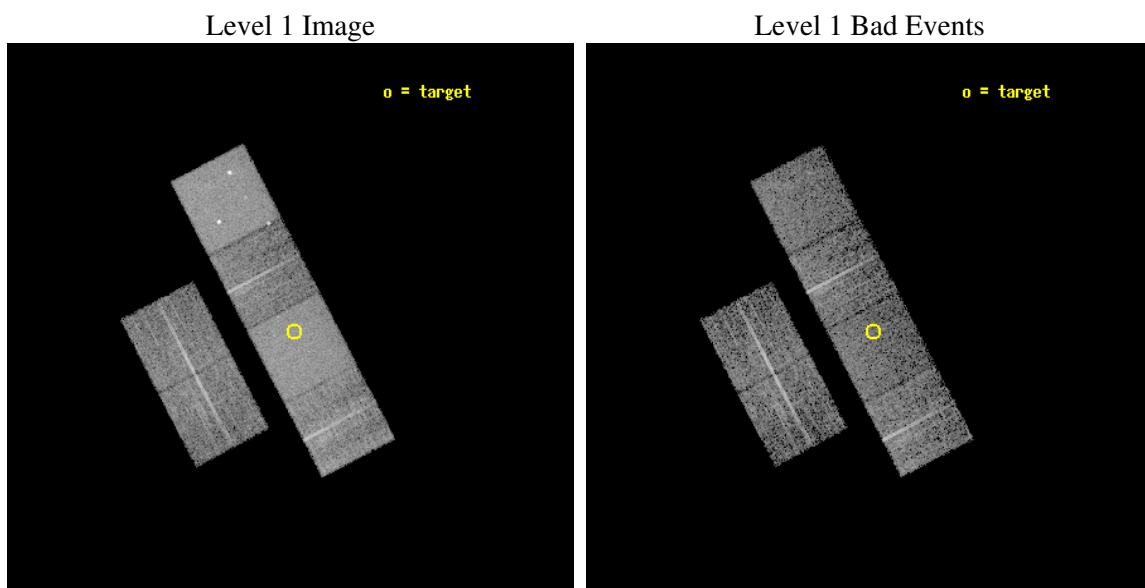 Level 1 Image
Level 1 Bad Events
o = target
o = target